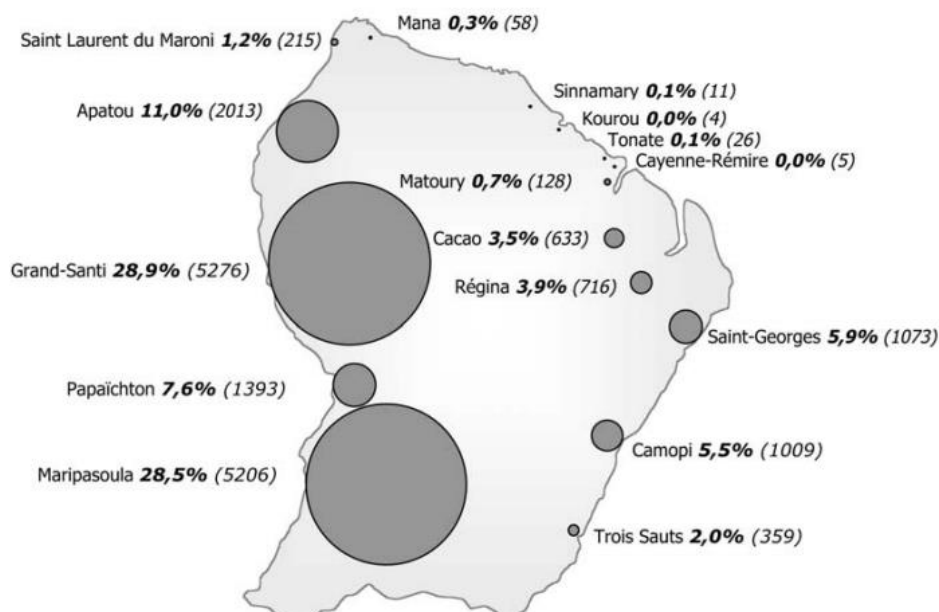 Mana 0,3% (58)
Saint Laurent du Maroni 1,2% (215)
Sinnamary 0,1% (11)
Apatou 11,0% (2013)
Kourou 0,0% (4)
Tonate 0,1% (26)
Cayenne-Rémire 0,0% (5)
Matoury 0,7% (128)
Cacao 3,5% (633)
Grand-Santi 28,9% (5276)
Régina 3,9% (716)
Saint-Georges 5,9% (1073)
Papaïchton 7,6% (1393)
Camopi 5,5% (1009)
Maripasoula 28,5% (5206)
Trois Sauts 2,0% (359)